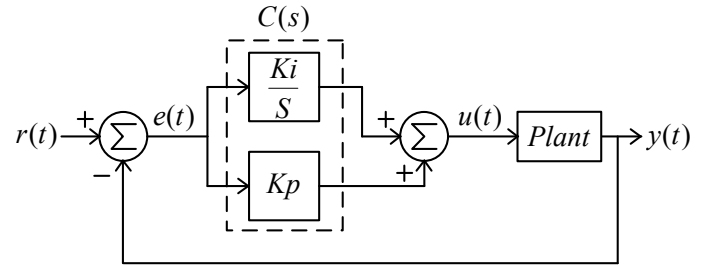 C(s)
Ki
S
r(t) + Σ e(t)
−
Kp
+ Σ u(t)
+
Plant y(t)